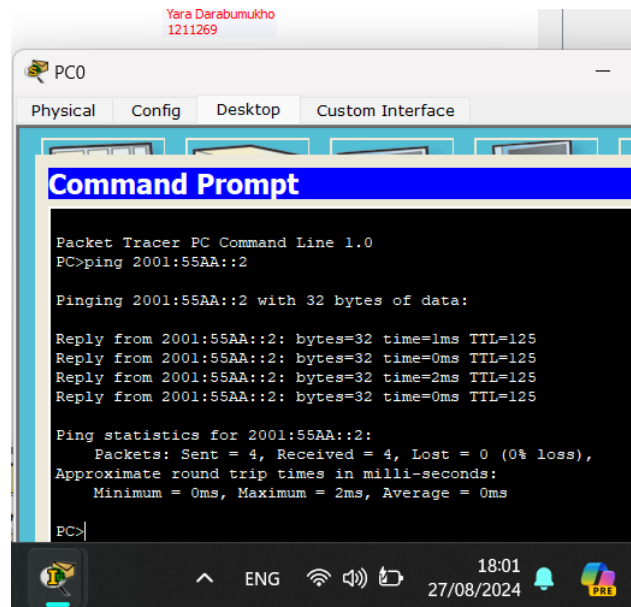 Yara Darabumukho
1211269
PC0
Physical Config Desktop Custom Interface
Command Prompt
Packet Tracer PC Command Line 1.0
PC>ping 2001:55AA::2
Pinging 2001:55AA::2 with 32 bytes of data:
Reply from 2001:55AA::2: bytes=32 time=1ms TTL=125
Reply from 2001:55AA::2: bytes=32 time=0ms TTL=125
Reply from 2001:55AA::2: bytes=32 time=2ms TTL=125
Reply from 2001:55AA::2: bytes=32 time=0ms TTL=125
Ping statistics for 2001:55AA::2:
Packets: Sent = 4, Received = 4, Lost = 0 (0% loss),
Approximate round trip times in milli-seconds:
Minimum = 0ms, Maximum = 2ms, Average = 0ms
PC>
ENG
18:01
27/08/2024
PRE